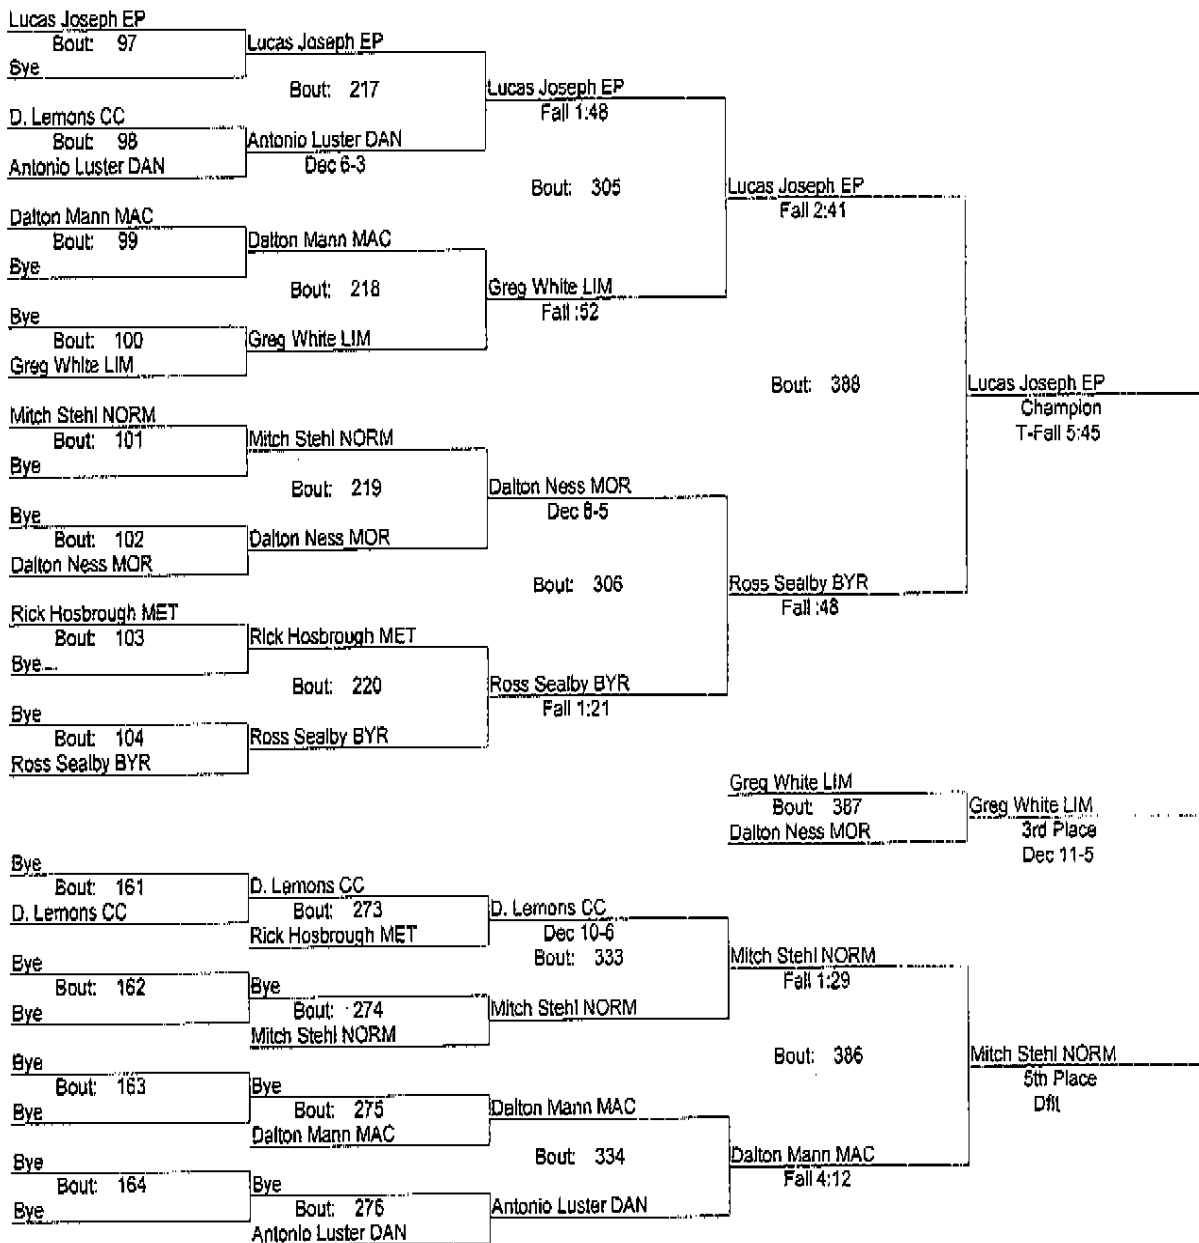 Lucas Joseph EP
Bout: 97
Bye
Lucas Joseph EP
Bout: 217
D. Lemons CC
Bout: 98
Antonio Luster DAN
Antonio Luster DAN
Dec 6-3
Lucas Joseph EP
Fall 1:48
Bout: 305
Dalton Mann MAC
Bout: 99
Bye
Dalton Mann MAC
Bout: 218
Bye
Bout: 100
Greg White LIM
Greg White LIM
Greg White LIM
Fall :52
Lucas Joseph EP
Fall 2:41
Bout: 388
Mitch Stehl NORM
Bout: 101
Bye
Mitch Stehl NORM
Bout: 219
Bye
Bout: 102
Dalton Ness MOR
Dalton Ness MOR
Dalton Ness MOR
Dec 6-5
Bout: 306
Rick Hosbrough MET
Bout: 103
Bye
Rick Hosbrough MET
Bout: 220
Bye
Bout: 104
Ross Sealby BYR
Ross Sealby BYR
Ross Sealby BYR
Fall 1:21
Ross Sealby BYR
Fall :48
Lucas Joseph EP
Champion
T-Fall 5:45
Greg White LIM
Bout: 387
Dalton Ness MOR
Greg White LIM
3rd Place
Dec 11-5
Bye
Bout: 161
D. Lemons CC
D. Lemons CC
Bout: 273
Rick Hosbrough MET
D. Lemons CC
Dec 10-6
Bout: 333
Bye
Bout: 162
Bye
Bye
Bout: 274
Mitch Stehl NORM
Mitch Stehl NORM
Mitch Stehl NORM
Fall 1:29
Bout: 386
Bye
Bout: 163
Bye
Bye
Bout: 275
Dalton Mann MAC
Dalton Mann MAC
Bout: 334
Bye
Bout: 164
Bye
Bye
Bout: 276
Antonio Luster DAN
Antonio Luster DAN
Dalton Mann MAC
Fall 4:12
Mitch Stehl NORM
5th Place
Dflt